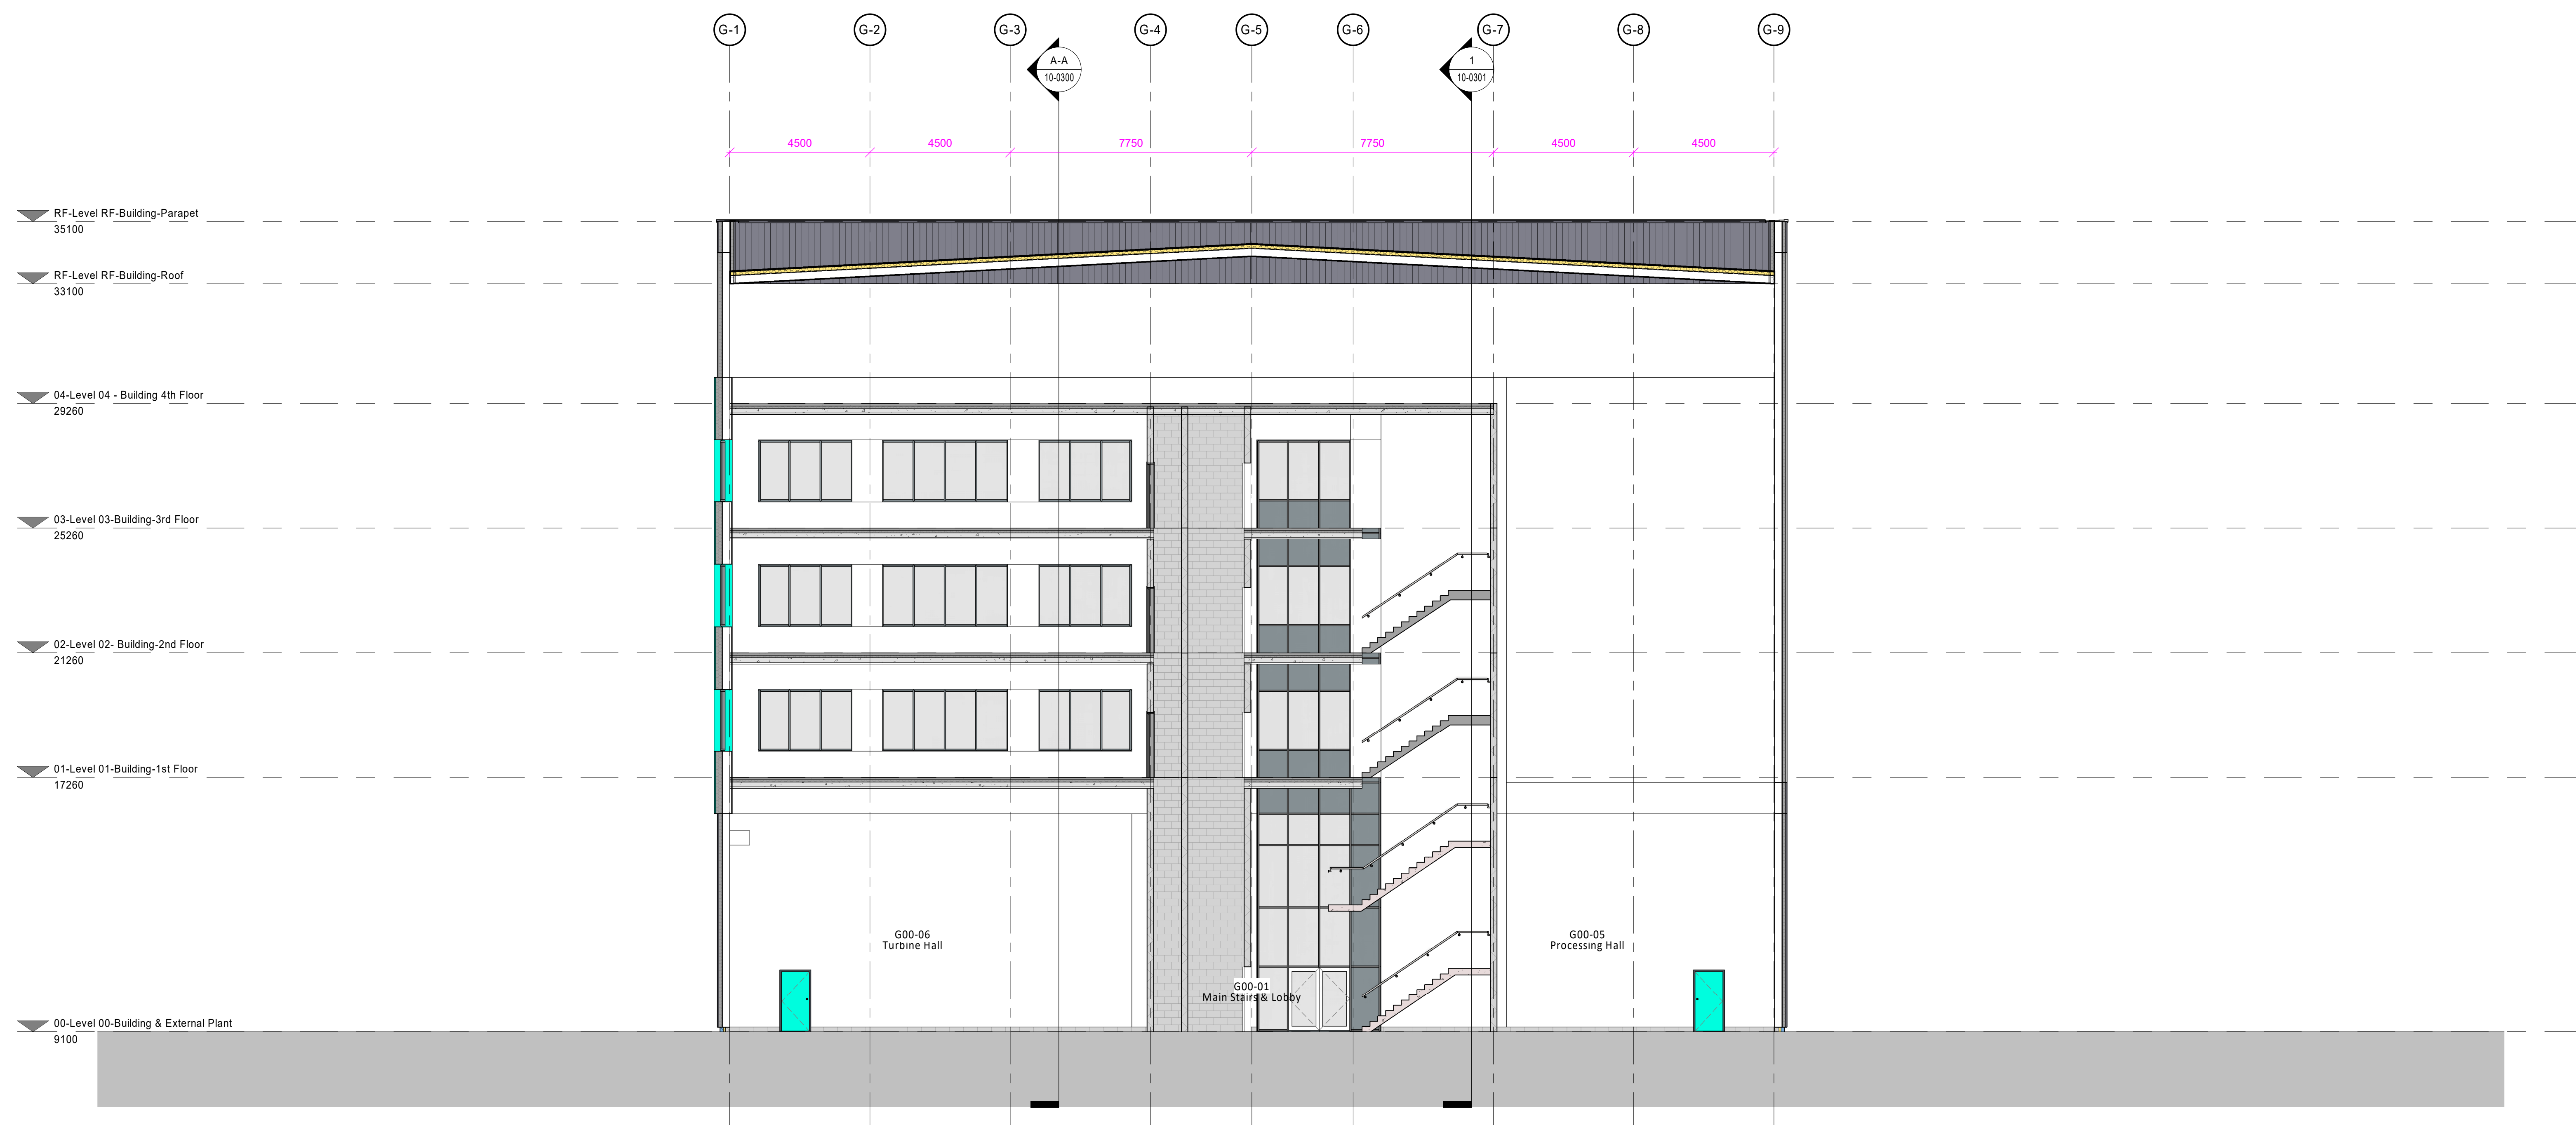 G-1 G-2 G-3 G-4 G-5 G-6 G-7 G-8 G-9
A-A
10-0300
1
10-0301
4500 4500 7750 7750 4500 4500
RF-Level RF-Building-Parapet
35100
RF-Level RF-Building-Roof
33100
04-Level 04 - Building 4th Floor
29260
03-Level 03-Building-3rd Floor
25260
02-Level 02- Building-2nd Floor
21260
01-Level 01-Building-1st Floor
17260
G00-06
Turbine Hall
G00-05
Processing Hall
G00-01
Main Stairs & Lobby
00-Level 00-Building & External Plant
9100